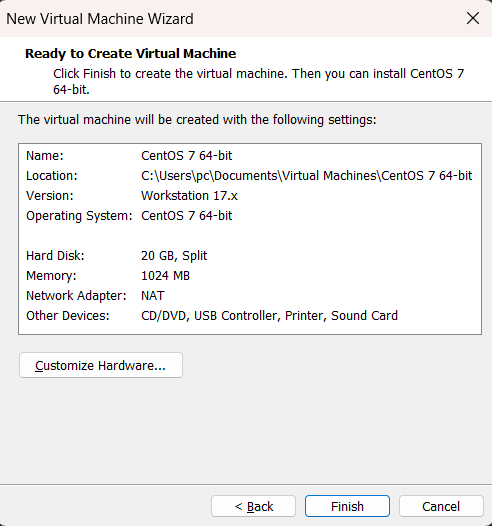 New Virtual Machine Wizard
Ready to Create Virtual Machine
Click Finish to create the virtual machine. Then you can install CentOS 7
64-bit.
The virtual machine will be created with the following settings:
Name: CentOS 7 64-bit
Location: C:\Users\pc\Documents\Virtual Machines\CentOS 7 64-bit
Version: Workstation 17.x
Operating System: CentOS 7 64-bit
Hard Disk: 20 GB, Split
Memory: 1024 MB
Network Adapter: NAT
Other Devices: CD/DVD, USB Controller, Printer, Sound Card
Customize Hardware...
< Back Finish Cancel